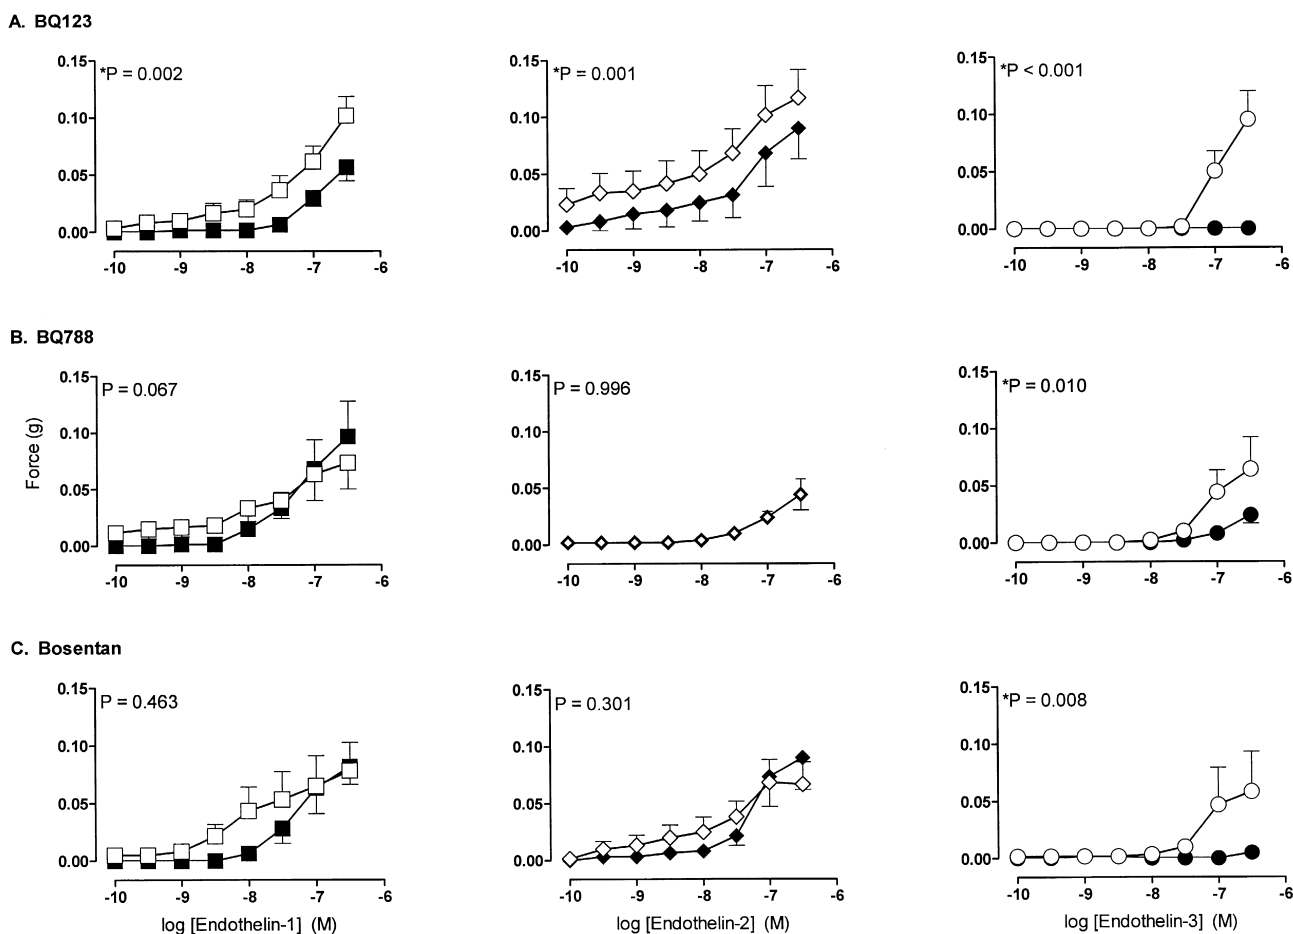 A. BQ123
*P = 0.002
*P = 0.001
*P < 0.001
0.15
0.10
0.05
0.00
-10 -9 -8 -7 -6
0.15
0.10
0.05
0.00
-10 -9 -8 -7 -6
0.15
0.10
0.05
0.00
-10 -9 -8 -7 -6
B. BQ788
P = 0.067
P = 0.996
*P = 0.010
Force (g)
0.15
0.10
0.05
0.00
-10 -9 -8 -7 -6
0.15
0.10
0.05
0.00
-10 -9 -8 -7 -6
0.15
0.10
0.05
0.00
-10 -9 -8 -7 -6
C. Bosentan
P = 0.463
P = 0.301
*P = 0.008
0.15
0.10
0.05
0.00
-10 -9 -8 -7 -6
log [Endothelin-1] (M)
0.15
0.10
0.05
0.00
-10 -9 -8 -7 -6
log [Endothelin-2] (M)
0.15
0.10
0.05
0.00
-10 -9 -8 -7 -6
log [Endothelin-3] (M)